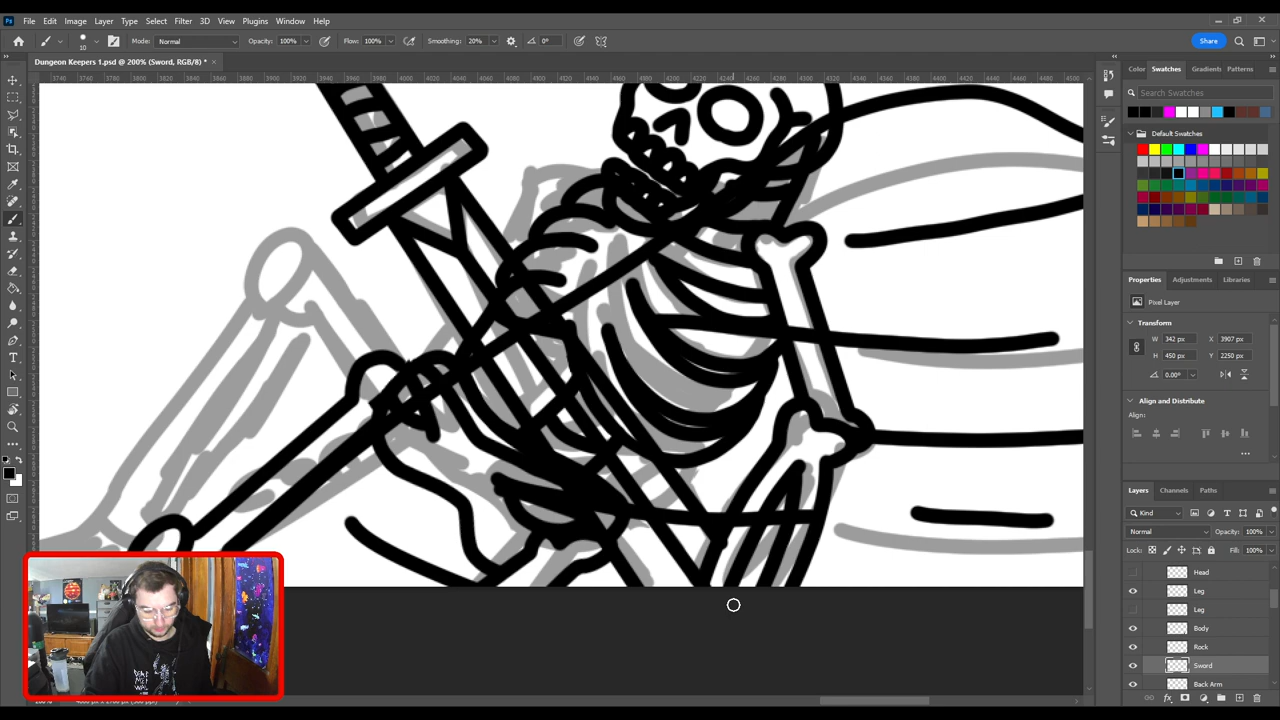 Ps File Edit Image Layer Type Select Filter 3D View Plugins Window Help
10 Mode: Normal Opacity: 100% Flow: 100% Smoothing: 20% 0° Share
Dungeon Keepers 1.psd @ 200% (Sword, RGB/8) *
Color Swatches Gradients Patterns
Search Swatches
Default Swatches
Properties Adjustments Libraries
Pixel Layer
Transform
W 342 px X 3907 px
H 450 px Y 2250 px
0.00°
Align and Distribute
Align:
Layers Channels Paths
Kind
Normal Opacity: 100%
Lock: Fill: 100%
Head
Leg
Leg
Body
Rock
Sword
Back Arm